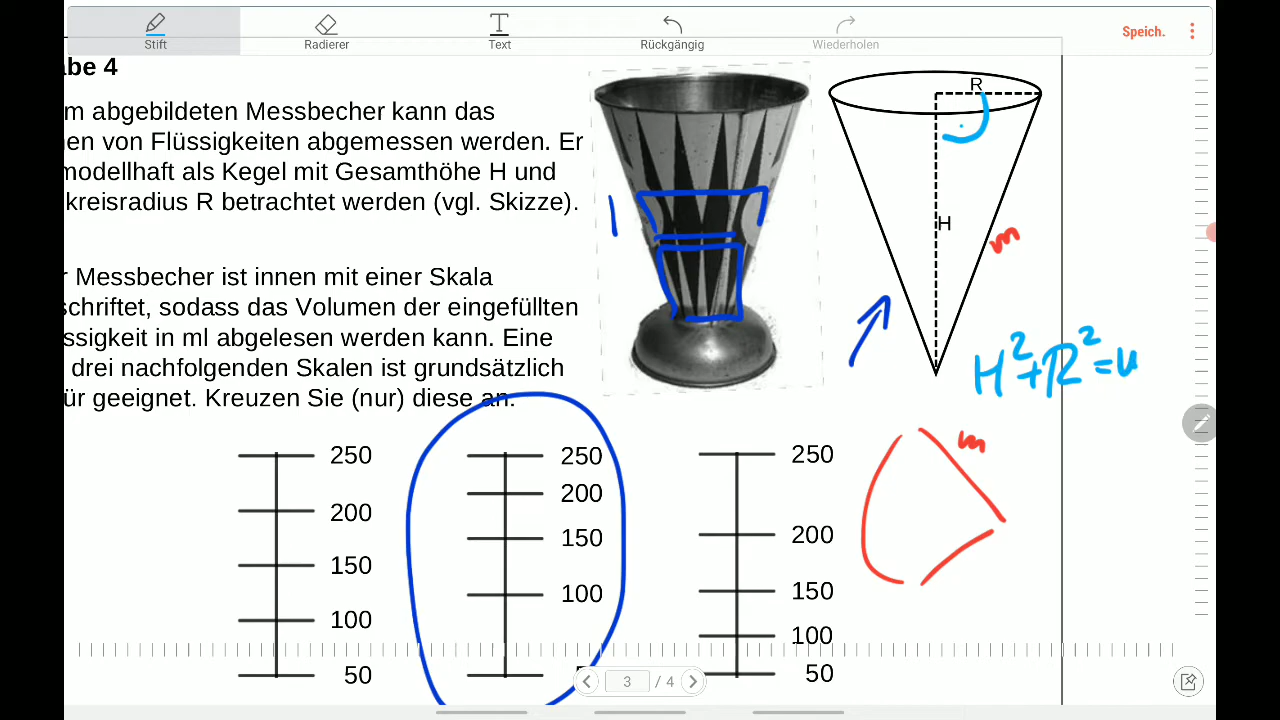 Stift Radierer Text Rückgängig Wiederholen Speich.
abe 4
m abgebildeten Messbecher kann das
en von Flüssigkeiten abgemessen werden. Er
modellhaft als Kegel mit Gesamthöhe H und
kreisradius R betrachtet werden (vgl. Skizze).
r Messbecher ist innen mit einer Skala
schriftet, sodass das Volumen der eingefüllten
ssigkeit in ml abgelesen werden kann. Eine
drei nachfolgenden Skalen ist grundsätzlich
ür geeignet. Kreuzen Sie (nur) diese an.
R
H
m
H²+R²=
m
250
200
150
100
50
250
200
150
100
250
200
150
100
50
3 / 4